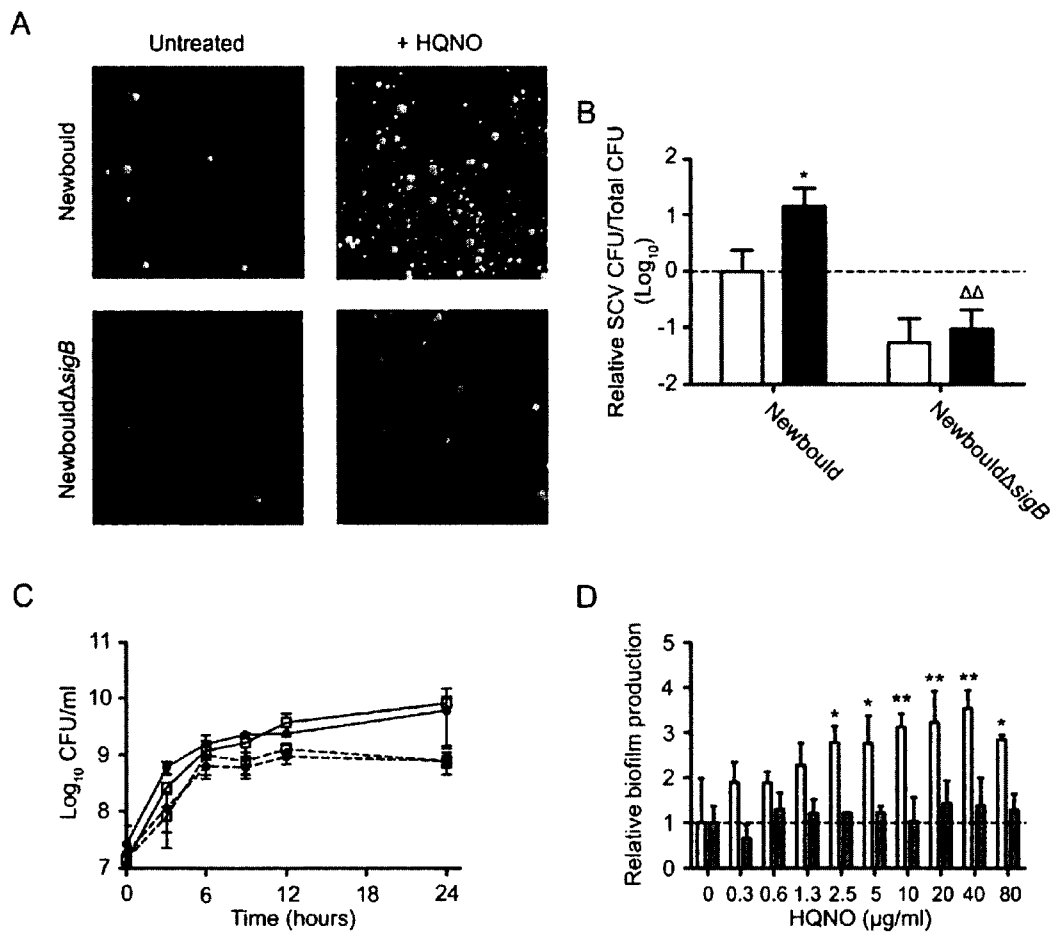 A
Untreated
+ HQNO
Newbould
NewbouldΔsigB
B
Relative SCV CFU/Total CFU
(Log10)
2
1
0
-1
-2
*
ΔΔ
Newbould
NewbouldΔsigB
C
Log10 CFU/ml
11
10
9
8
7
0 6 12 18 24
Time (hours)
D
Relative biofilm production
5
4
3
2
1
0
* * ** ** ** *
0 0.3 0.6 1.3 2.5 5 10 20 40 80
HQNO (µg/ml)